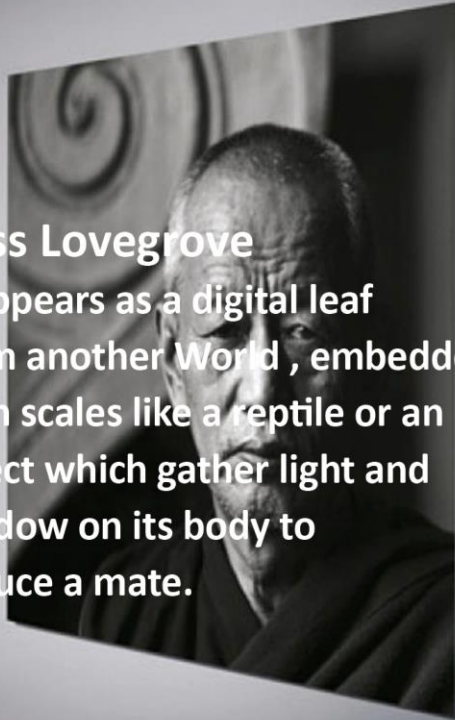 ss Lovegrove
ppears as a digital leaf
m another World , embedde
scales like a reptile or an
ect which gather light and
dow on its body to
uce a mate.